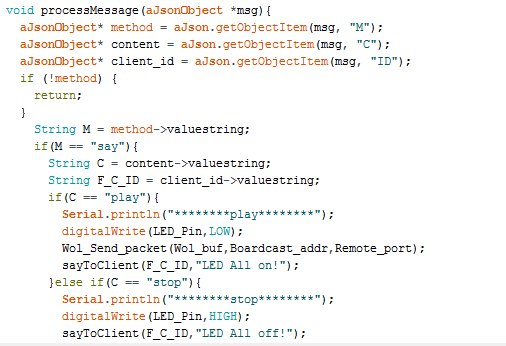 void processMessage(aJsonObject *msg){
  aJsonObject* method = aJson.getObjectItem(msg, "M");
  aJsonObject* content = aJson.getObjectItem(msg, "C");
  aJsonObject* client_id = aJson.getObjectItem(msg, "ID");
  if (!method) {
    return;
  }
    String M = method->valuestring;
    if(M == "say"){
      String C = content->valuestring;
      String F_C_ID = client_id->valuestring;
      if(C == "play"){
        Serial.println("********play********");
        digitalWrite(LED_Pin,LOW);
        Wol_Send_packet(Wol_buf,Boardcast_addr,Remote_port);
        sayToClient(F_C_ID,"LED All on!");
      }else if(C == "stop"){
        Serial.println("********stop********");
        digitalWrite(LED_Pin,HIGH);
        sayToClient(F_C_ID,"LED All off!");